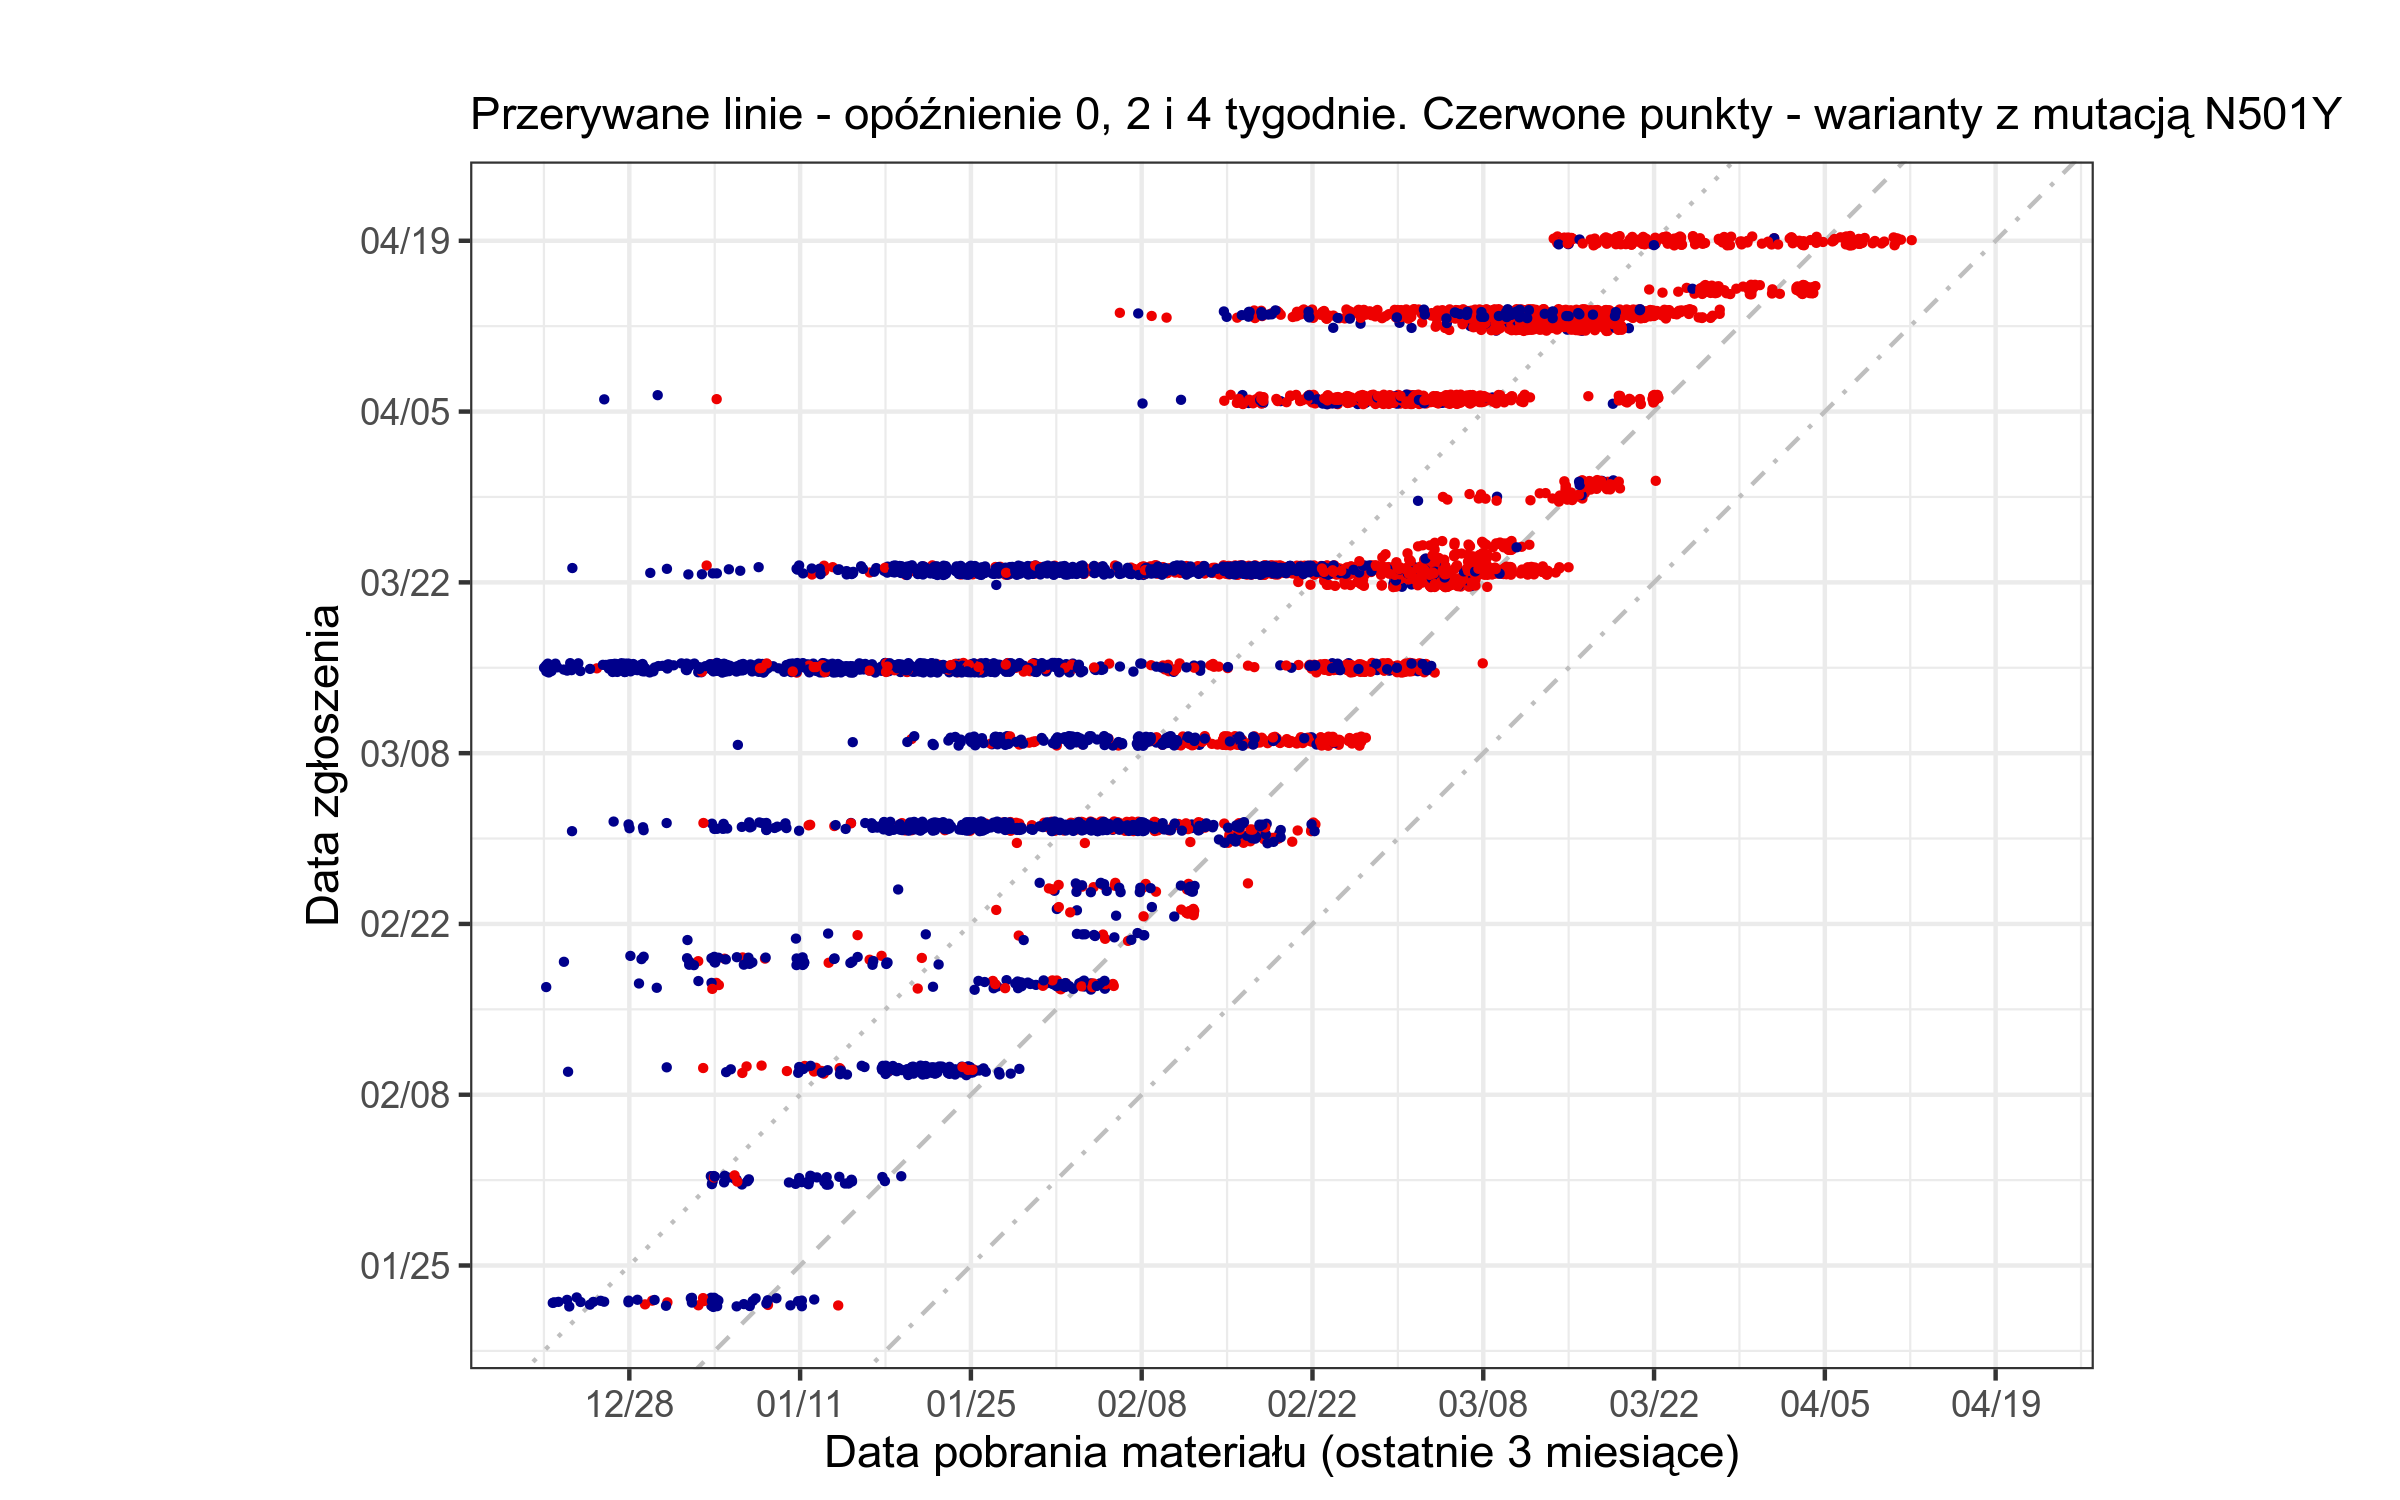 Przerywane linie - opóźnienie 0, 2 i 4 tygodnie. Czerwone punkty - warianty z mutacją N501Y
Data zgłoszenia
04/19
04/05
03/22
03/08
02/22
02/08
01/25
12/28 01/11 01/25 02/08 02/22 03/08 03/22 04/05 04/19
Data pobrania materiału (ostatnie 3 miesiące)